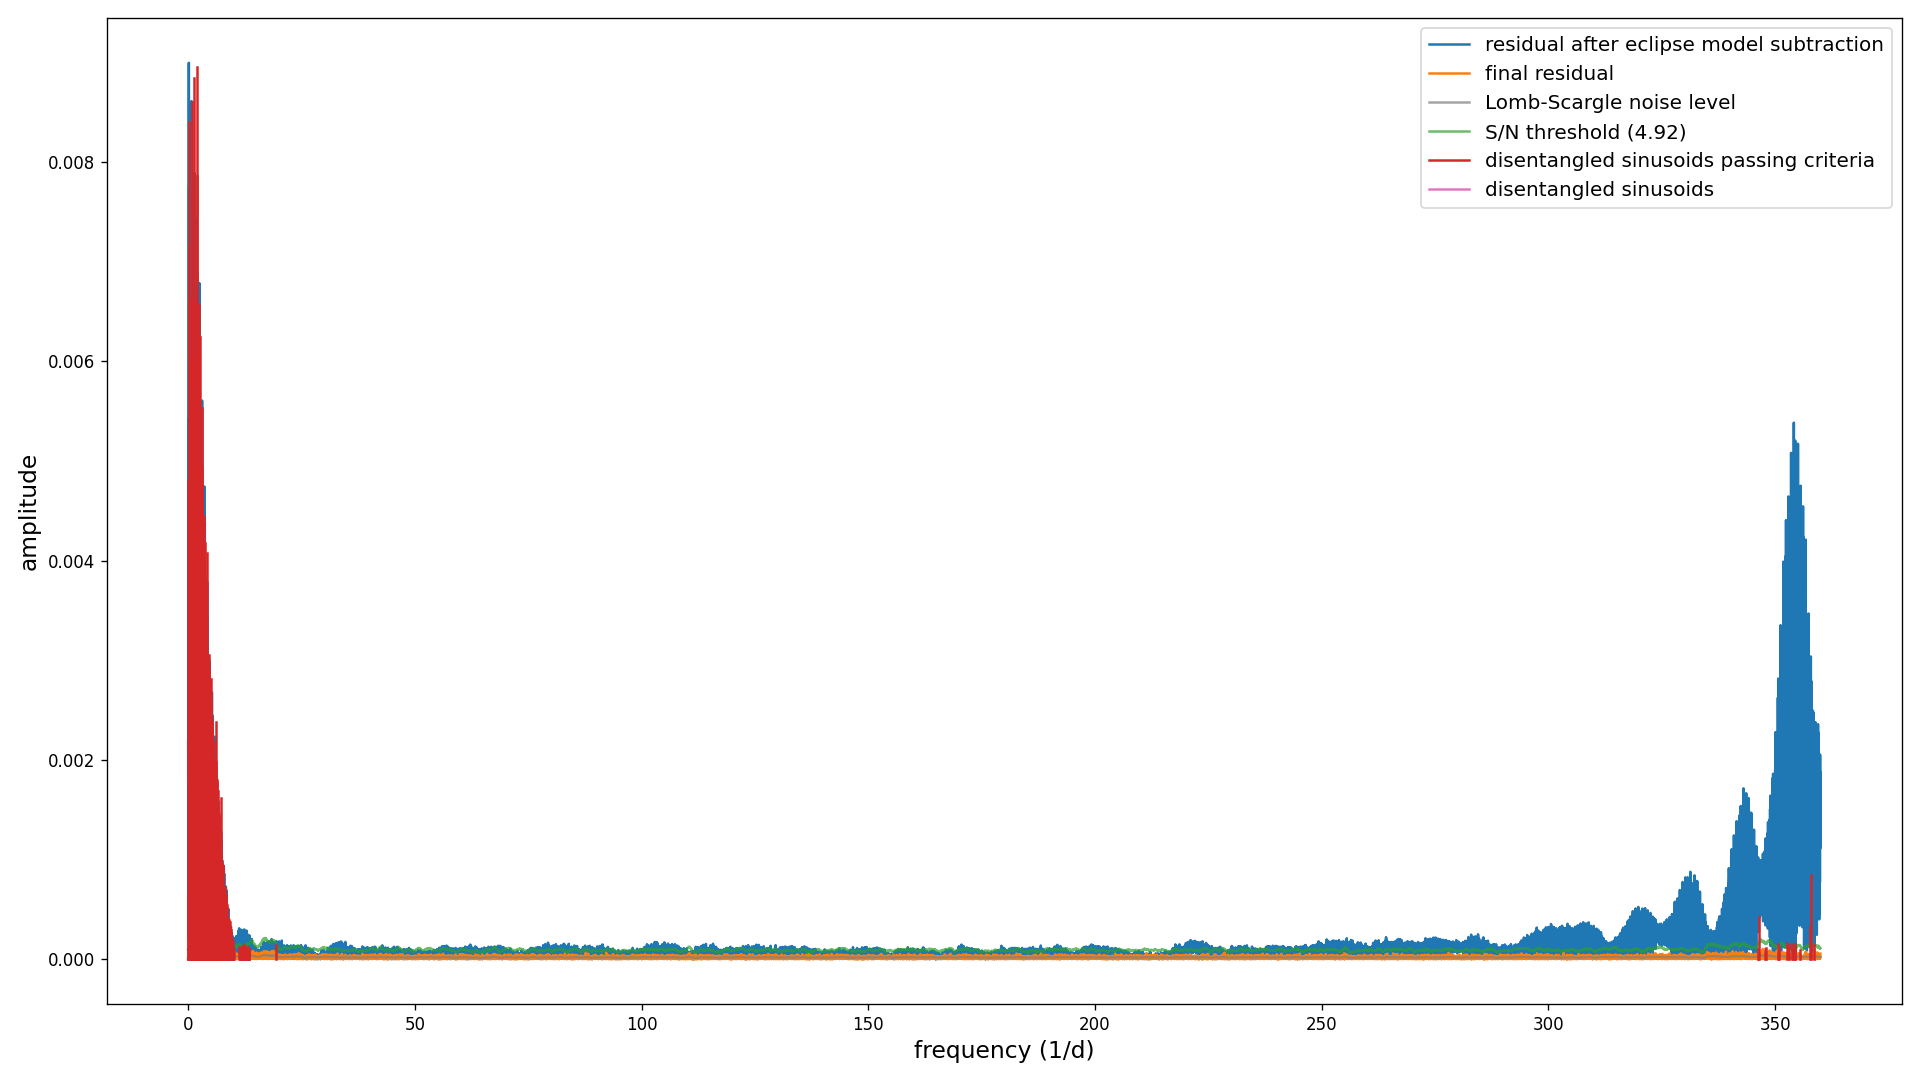 residual after eclipse model subtraction
final residual
Lomb-Scargle noise level
S/N threshold (4.92)
disentangled sinusoids passing criteria
disentangled sinusoids
amplitude
0.008
0.006
0.004
0.002
0.000
0 50 100 150 200 250 300 350
frequency (1/d)